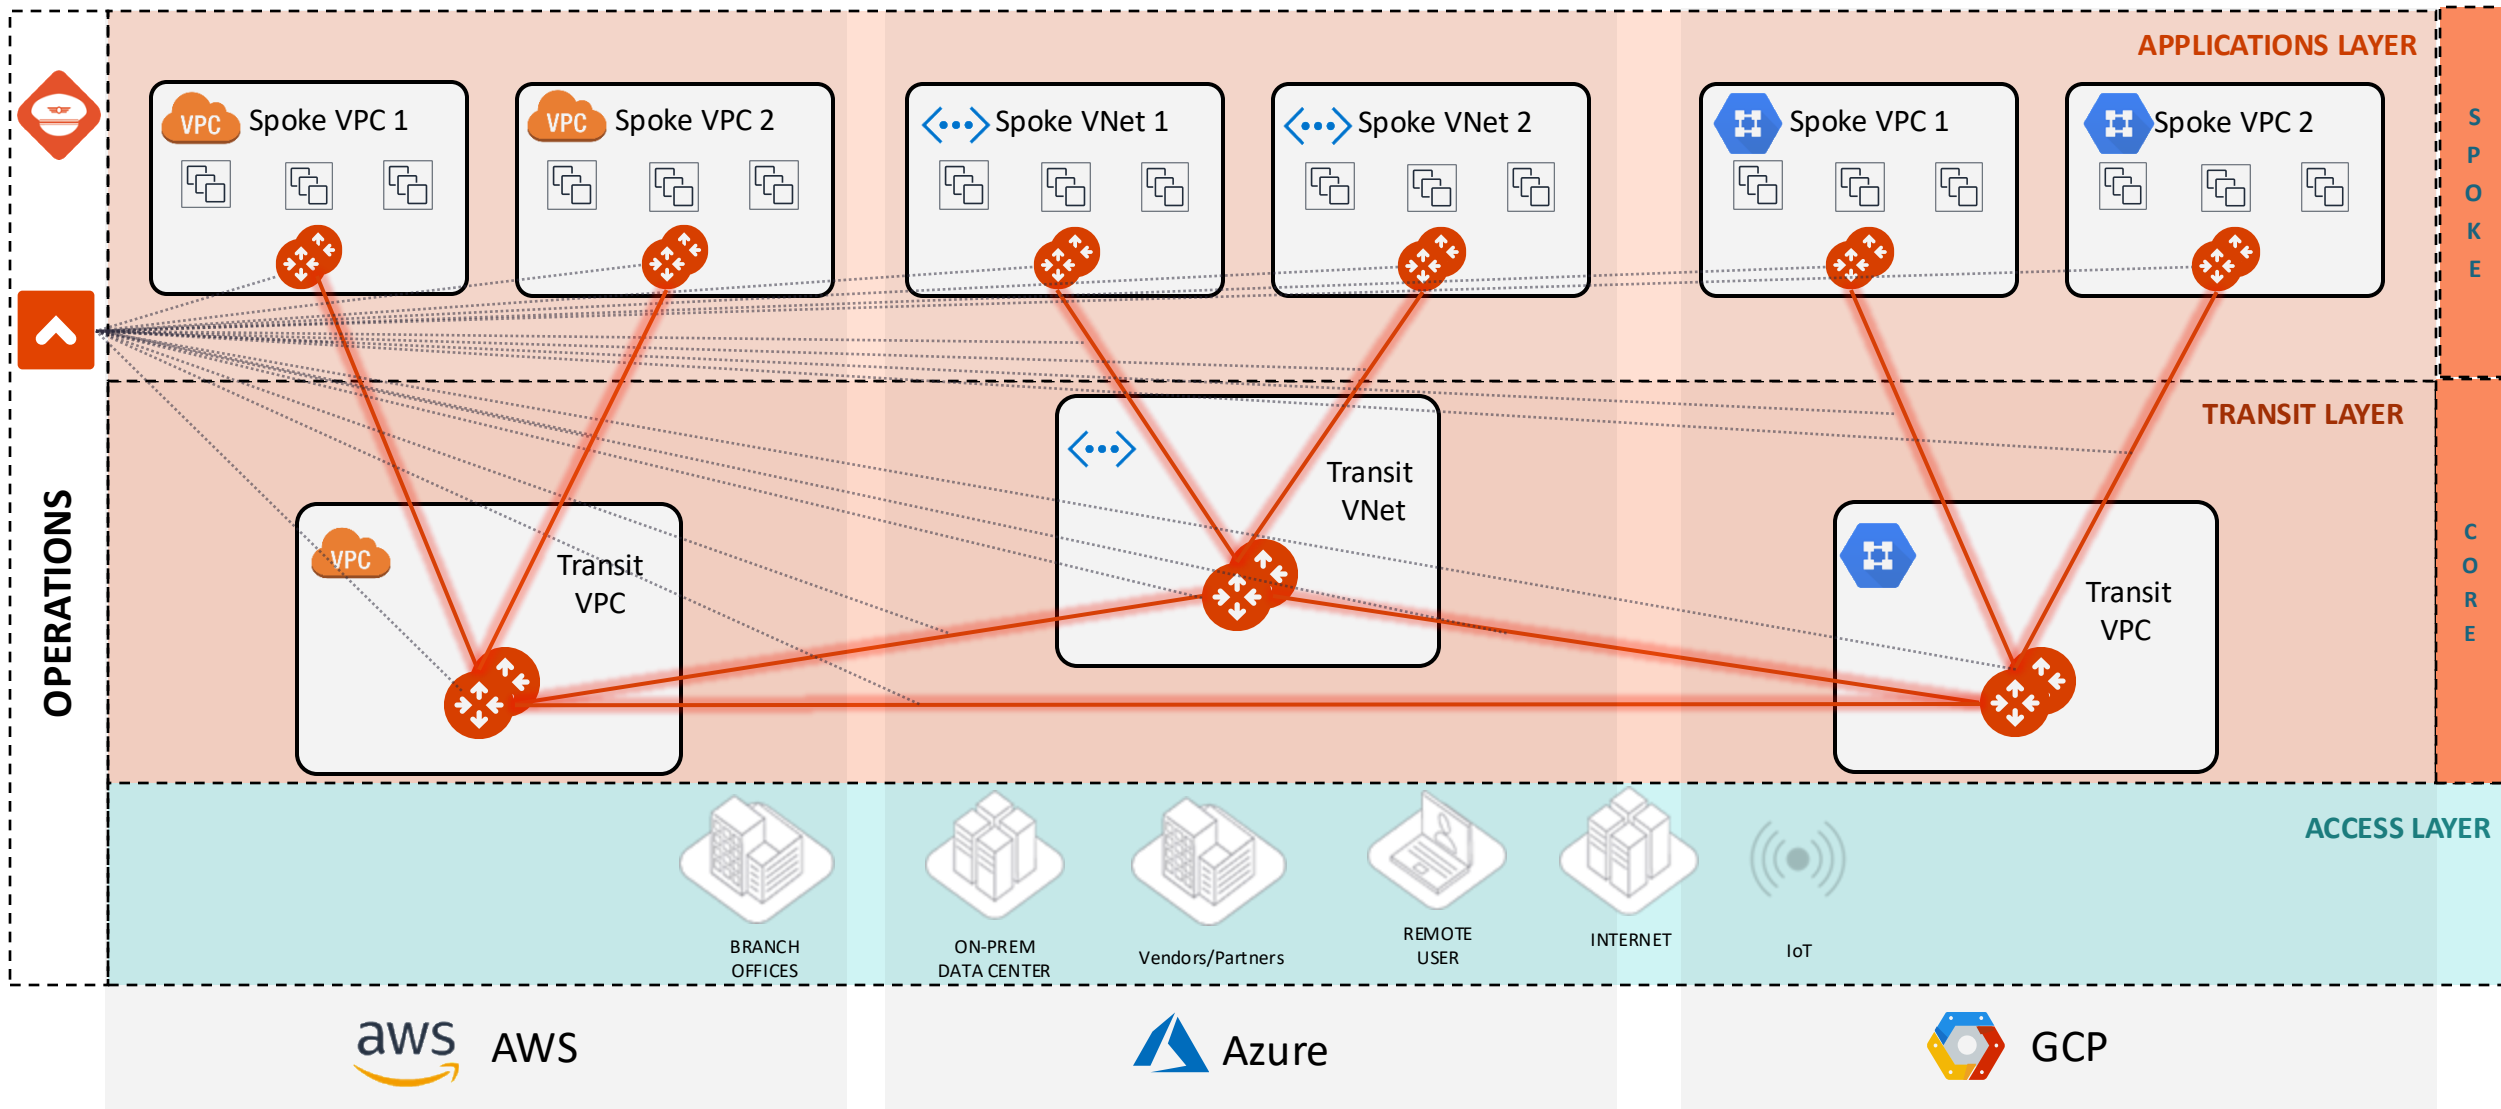 APPLICATIONS LAYER
VPC
Spoke VPC 1
VPC
Spoke VPC 2
Spoke VNet 1
Spoke VNet 2
Spoke VPC 1
Spoke VPC 2
S
P
O
K
E
OPERATIONS
TRANSIT LAYER
VPC
Transit
VPC
Transit
VNet
Transit
VPC
C
O
R
E
ACCESS LAYER
BRANCH
OFFICES
ON-PREM
DATA CENTER
Vendors/Partners
REMOTE
USER
INTERNET
IoT
aws
AWS
Azure
GCP